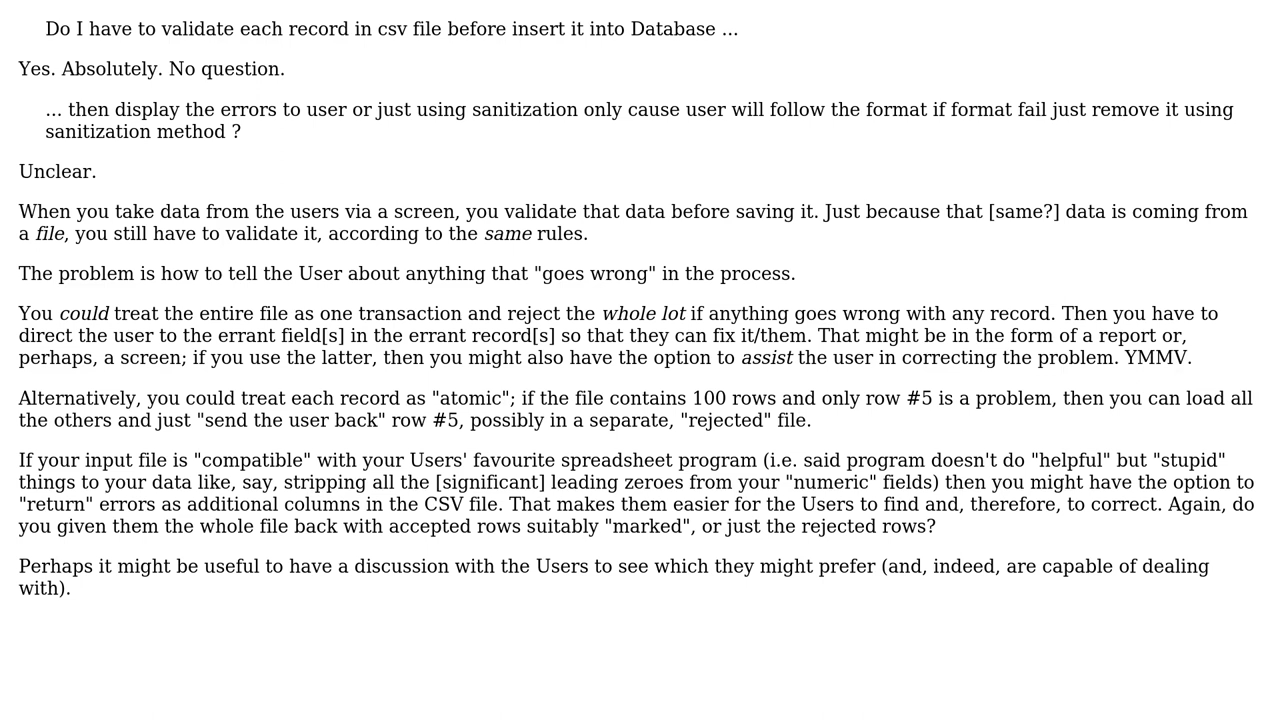 Do I have to validate each record in csv file before insert it into Database ...
Yes. Absolutely. No question.
... then display the errors to user or just using sanitization only cause user will follow the format if format fail just remove it using
sanitization method ?
Unclear.
When you take data from the users via a screen, you validate that data before saving it. Just because that [same?] data is coming from
a file, you still have to validate it, according to the same rules.
The problem is how to tell the User about anything that "goes wrong" in the process.
You could treat the entire file as one transaction and reject the whole lot if anything goes wrong with any record. Then you have to
direct the user to the errant field[s] in the errant record[s] so that they can fix it/them. That might be in the form of a report or,
perhaps, a screen; if you use the latter, then you might also have the option to assist the user in correcting the problem. YMMV.
Alternatively, you could treat each record as "atomic"; if the file contains 100 rows and only row #5 is a problem, then you can load all
the others and just "send the user back" row #5, possibly in a separate, "rejected" file.
If your input file is "compatible" with your Users' favourite spreadsheet program (i.e. said program doesn't do "helpful" but "stupid"
things to your data like, say, stripping all the [significant] leading zeroes from your "numeric" fields) then you might have the option to
"return" errors as additional columns in the CSV file. That makes them easier for the Users to find and, therefore, to correct. Again, do
you given them the whole file back with accepted rows suitably "marked", or just the rejected rows?
Perhaps it might be useful to have a discussion with the Users to see which they might prefer (and, indeed, are capable of dealing
with).